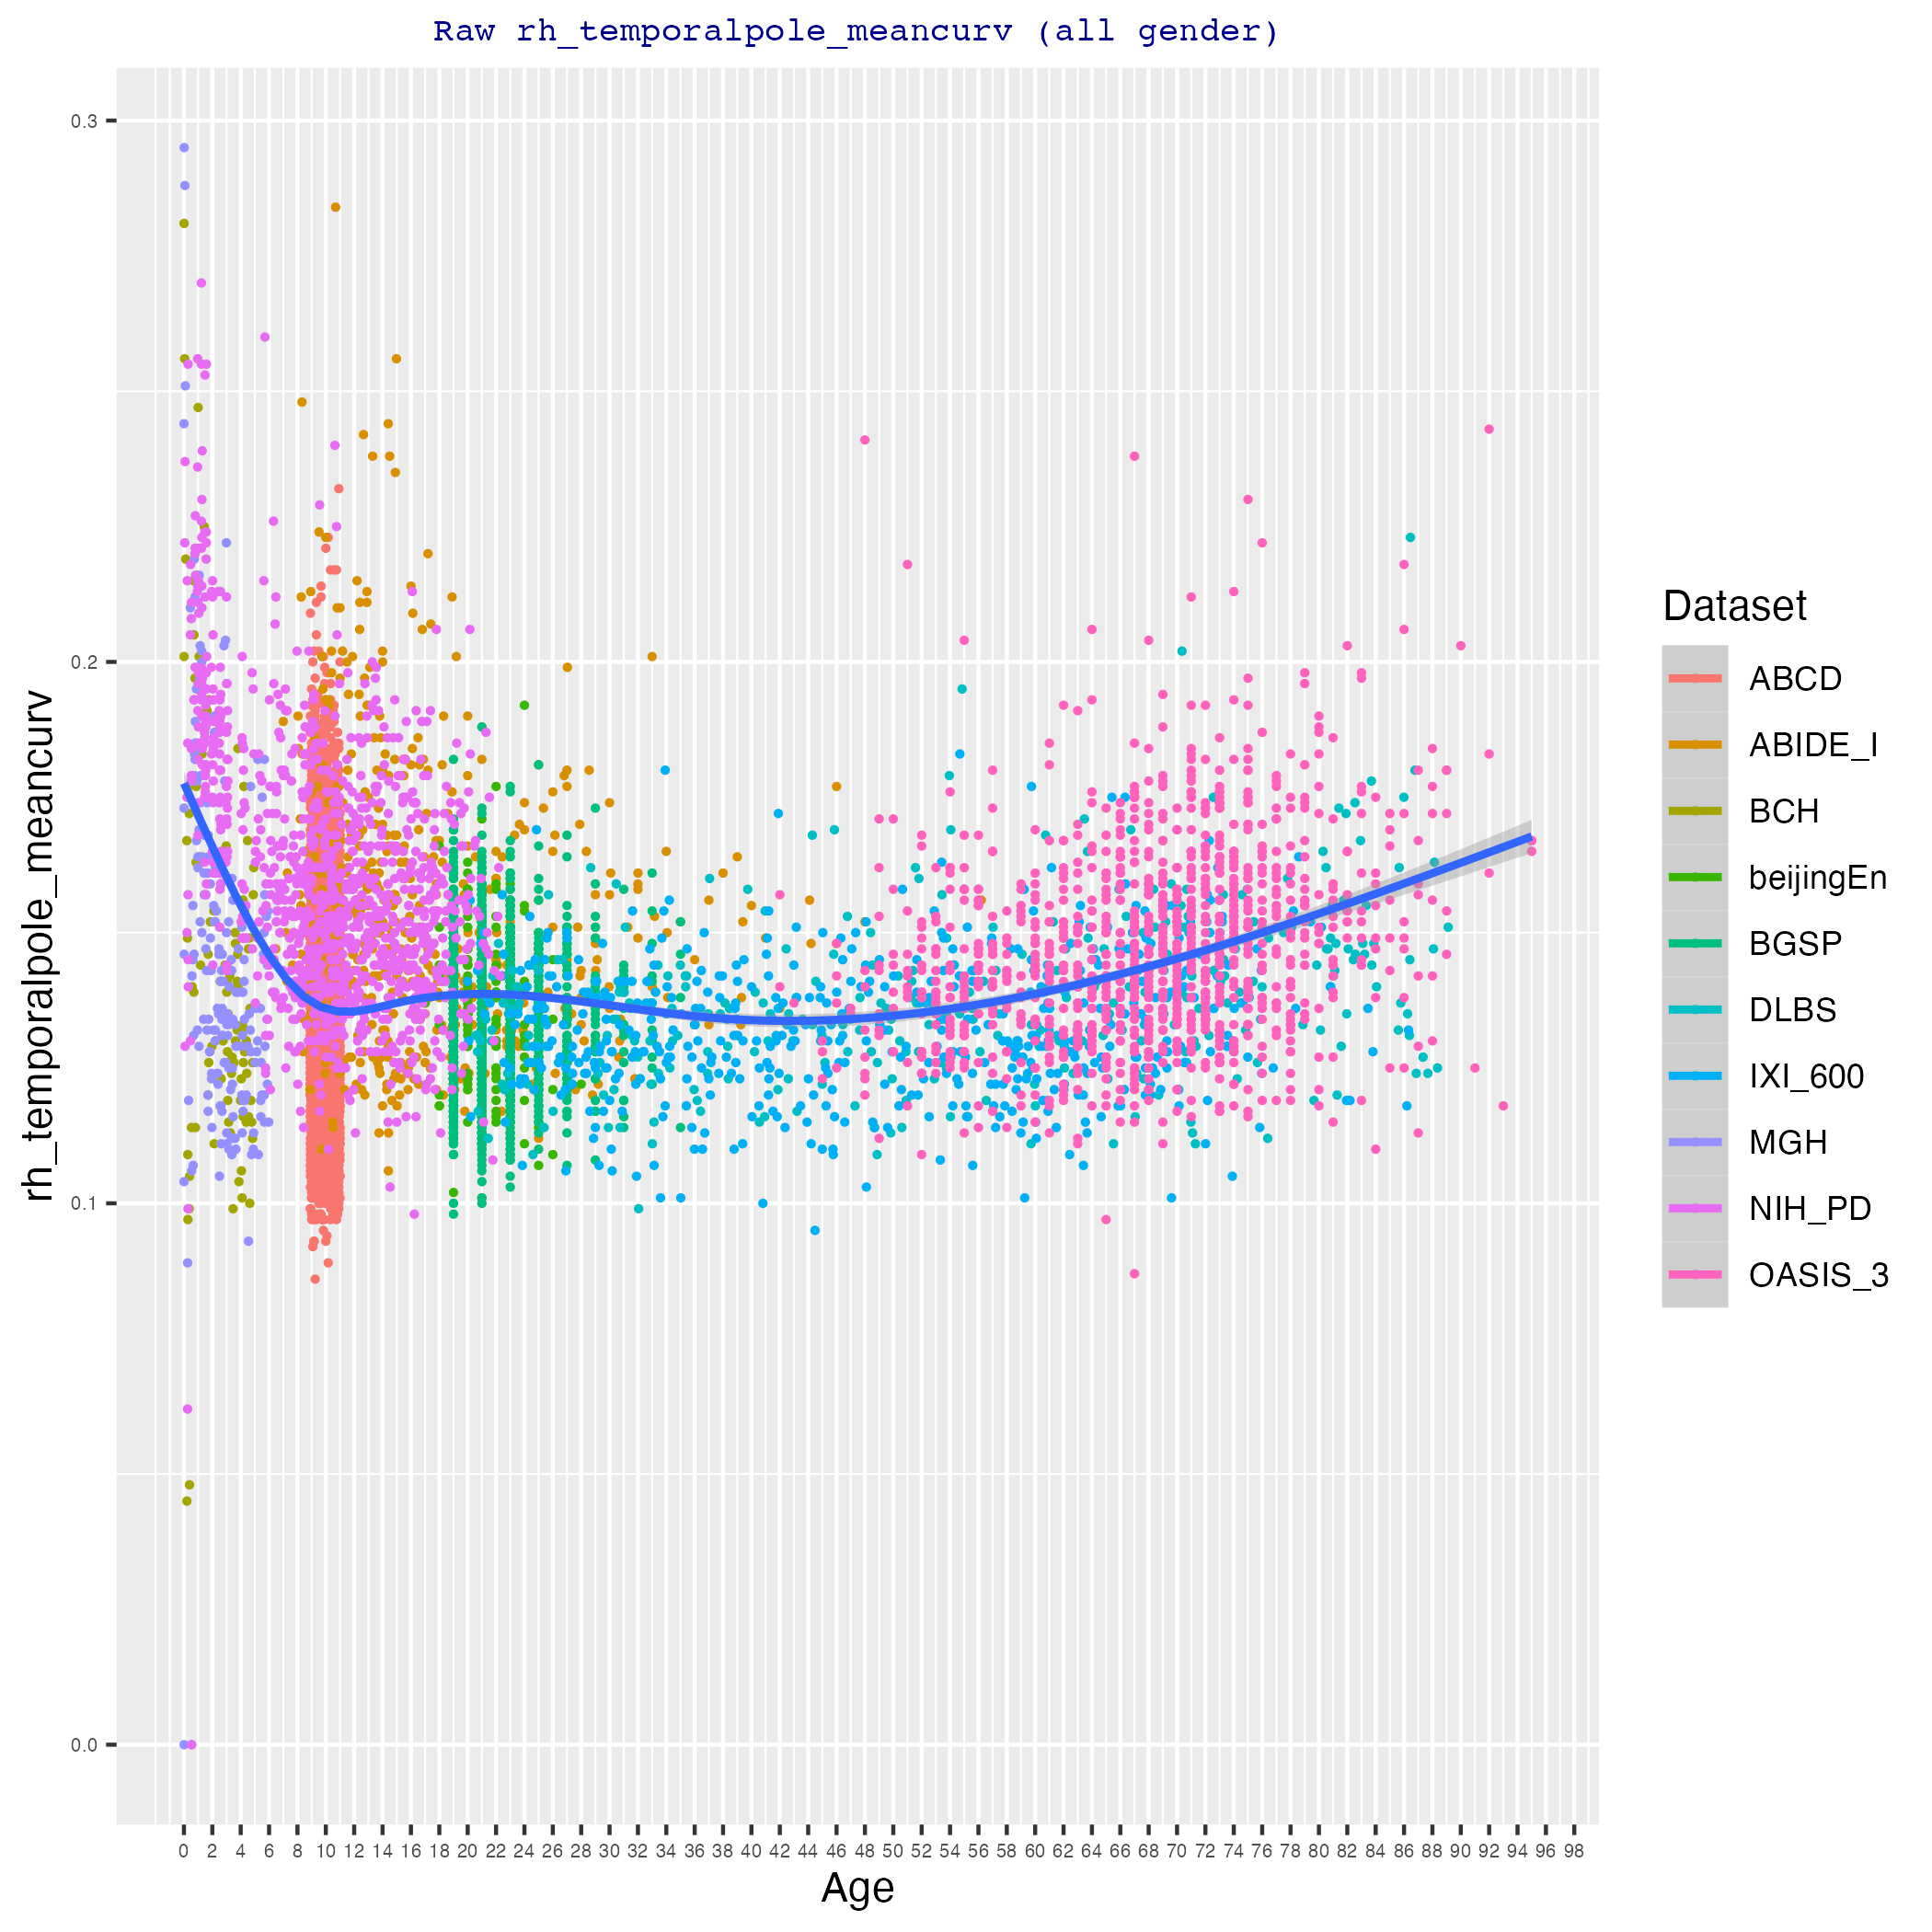 Raw rh_temporalpole_meancurv (all gender)
rh_temporalpole_meancurv
0.3
0.2
0.1
0.0
0 2 4 6 8 10 12 14 16 18 20 22 24 26 28 30 32 34 36 38 40 42 44 46 48 50 52 54 56 58 60 62 64 66 68 70 72 74 76 78 80 82 84 86 88 90 92 94 96 98
Age
Dataset
ABCD
ABIDE_I
BCH
beijingEn
BGSP
DLBS
IXI_600
MGH
NIH_PD
OASIS_3